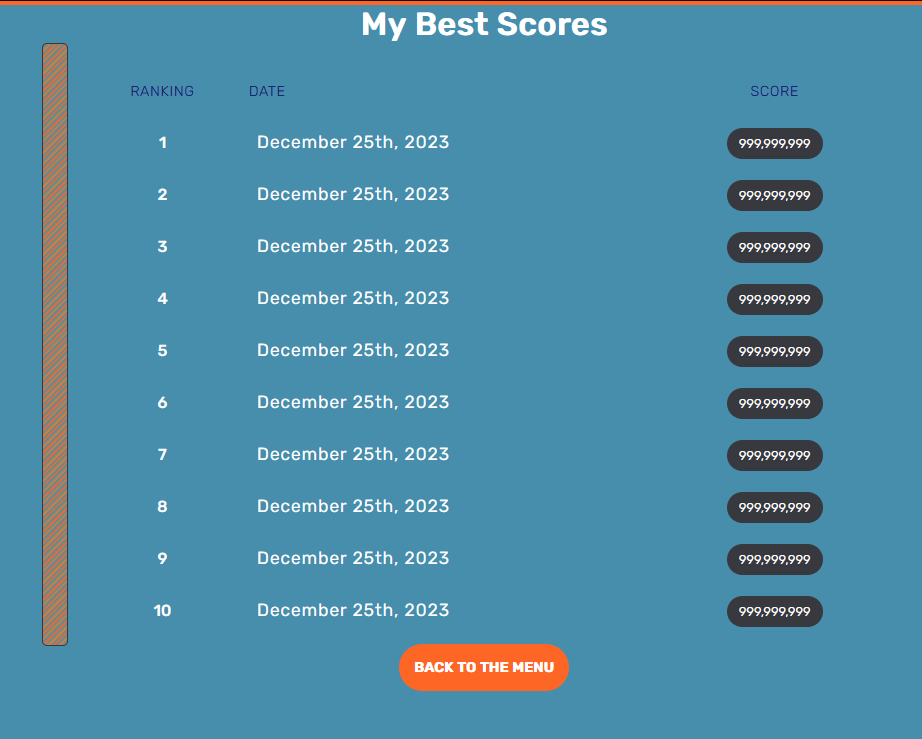 My Best Scores
RANKING DATE SCORE
1 December 25th, 2023 999,999,999
2 December 25th, 2023 999,999,999
3 December 25th, 2023 999,999,999
4 December 25th, 2023 999,999,999
5 December 25th, 2023 999,999,999
6 December 25th, 2023 999,999,999
7 December 25th, 2023 999,999,999
8 December 25th, 2023 999,999,999
9 December 25th, 2023 999,999,999
10 December 25th, 2023 999,999,999
BACK TO THE MENU